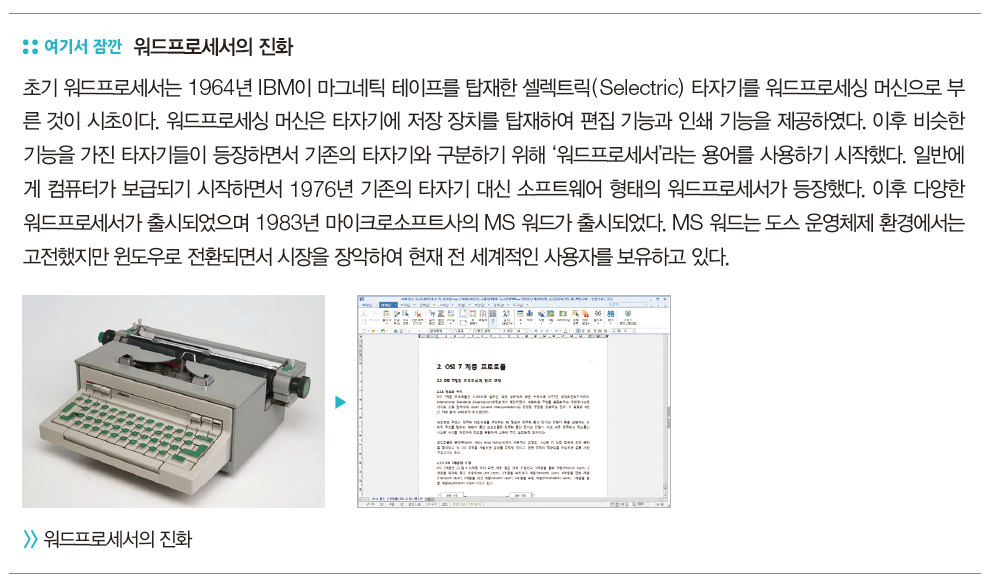 여기서 잠깐 워드프로세서의 진화
초기 워드프로세서는 1964년 IBM이 마그네틱 테이프를 탑재한 셀렉트릭(Selectric) 타자기를 워드프로세싱 머신으로 부
른 것이 시초이다. 워드프로세싱 머신은 타자기에 저장 장치를 탑재하여 편집 기능과 인쇄 기능을 제공하였다. 이후 비슷한
기능을 가진 타자기들이 등장하면서 기존의 타자기와 구분하기 위해 ‘워드프로세서’라는 용어를 사용하기 시작했다. 일반에
게 컴퓨터가 보급되기 시작하면서 1976년 기존의 타자기 대신 소프트웨어 형태의 워드프로세서가 등장했다. 이후 다양한
워드프로세서가 출시되었으며 1983년 마이크로소프트사의 MS 워드가 출시되었다. MS 워드는 도스 운영체제 환경에서는
고전했지만 윈도우로 전환되면서 시장을 장악하여 현재 전 세계적인 사용자를 보유하고 있다.
2. OSI 7 계층 프로토콜
워드프로세서의 진화